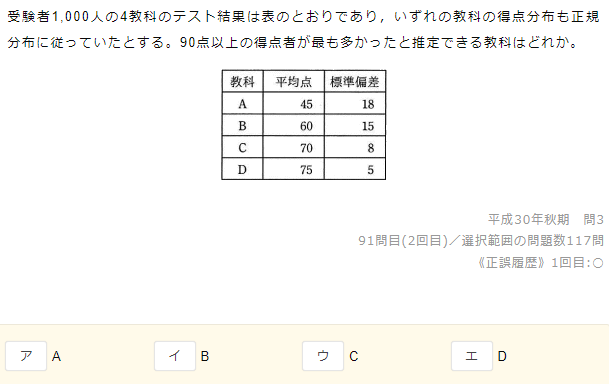 受験者1,000人の4教科のテスト結果は表のとおりであり，いずれの教科の得点分布も正規
分布に従っていたとする。90点以上の得点者が最も多かったと推定できる教科はどれか。
教科 平均点 標準偏差
A 45 18
B 60 15
C 70 8
D 75 5
平成30年秋期　問3
91問目(2回目)／選択範囲の問題数117問
《正誤履歴》1回目:○
ア A イ B ウ C エ D